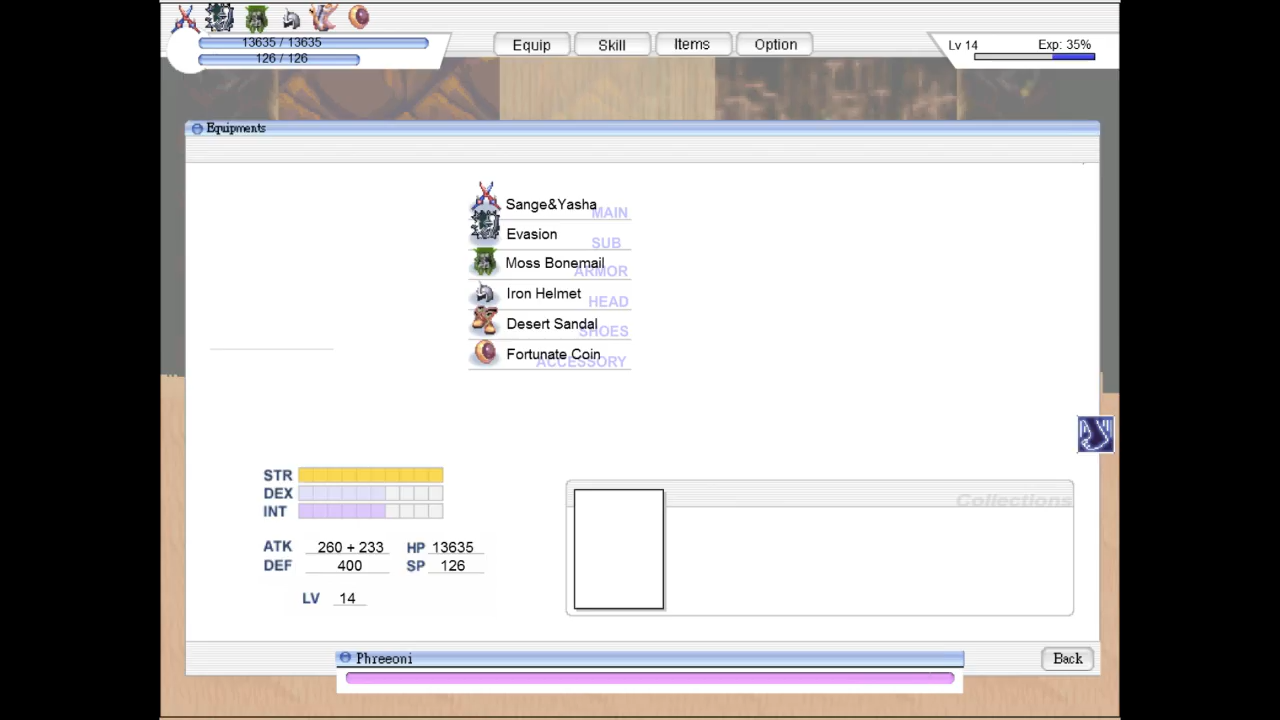 13635 / 13635
126 / 126
Equip
Skill
Items
Option
Lv 14
Exp: 35%
Equipments
Sange&Yasha
MAIN
Evasion
SUB
Moss Bonemail
ARMOR
Iron Helmet
HEAD
Desert Sandal
SHOES
Fortunate Coin
ACCESSORY
STR
DEX
INT
ATK 260 + 233 HP 13635
DEF 400 SP 126
LV 14
Collections
Phreeoni
Back